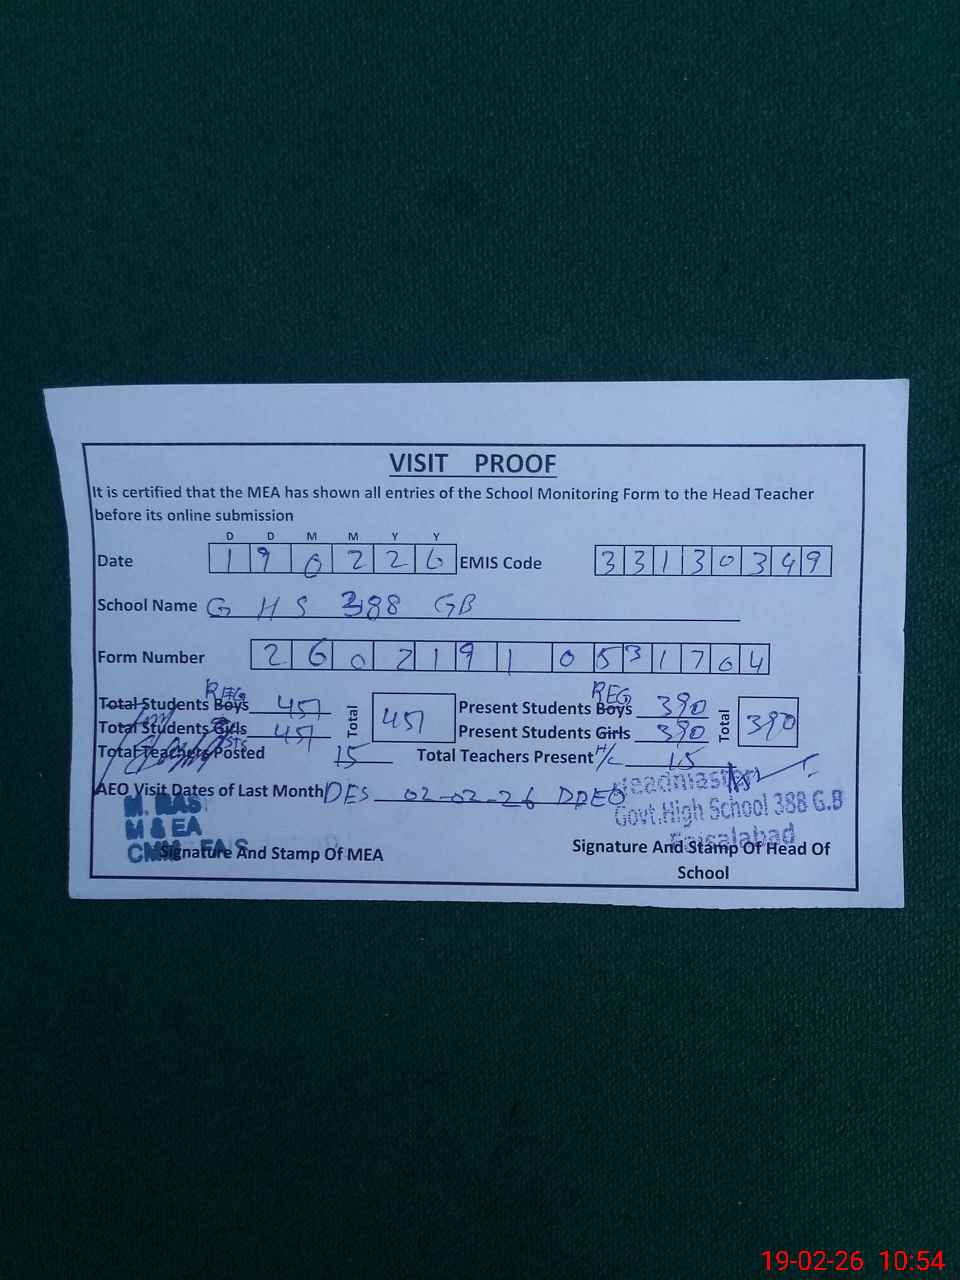 VISIT PROOF
It is certified that the MEA has shown all entries of the School Monitoring Form to the Head Teacher
before its online submission
D D M M Y Y
Date 1 9 0 2 2 6 EMIS Code 3 3 1 3 0 3 4 9
School Name G H S 388 GB
Form Number 2 6 0 2 1 9 1 0 5 3 1 7 6 4
REG REG
Total Students Boys 451 Total 451 Present Students Boys 390 Total 390
Total Students Girls 451 Present Students Girls 390
Total Teachers Posted 15 Total Teachers Present H/C 15
AEO Visit Dates of Last Month DES 02-02-26 DDEO
Headmaster
Govt.High School 388 G.B
Faisalabad
M & EA
Signature And Stamp Of MEA
Signature And Stamp Of Head Of
School
19-02-26 10:54